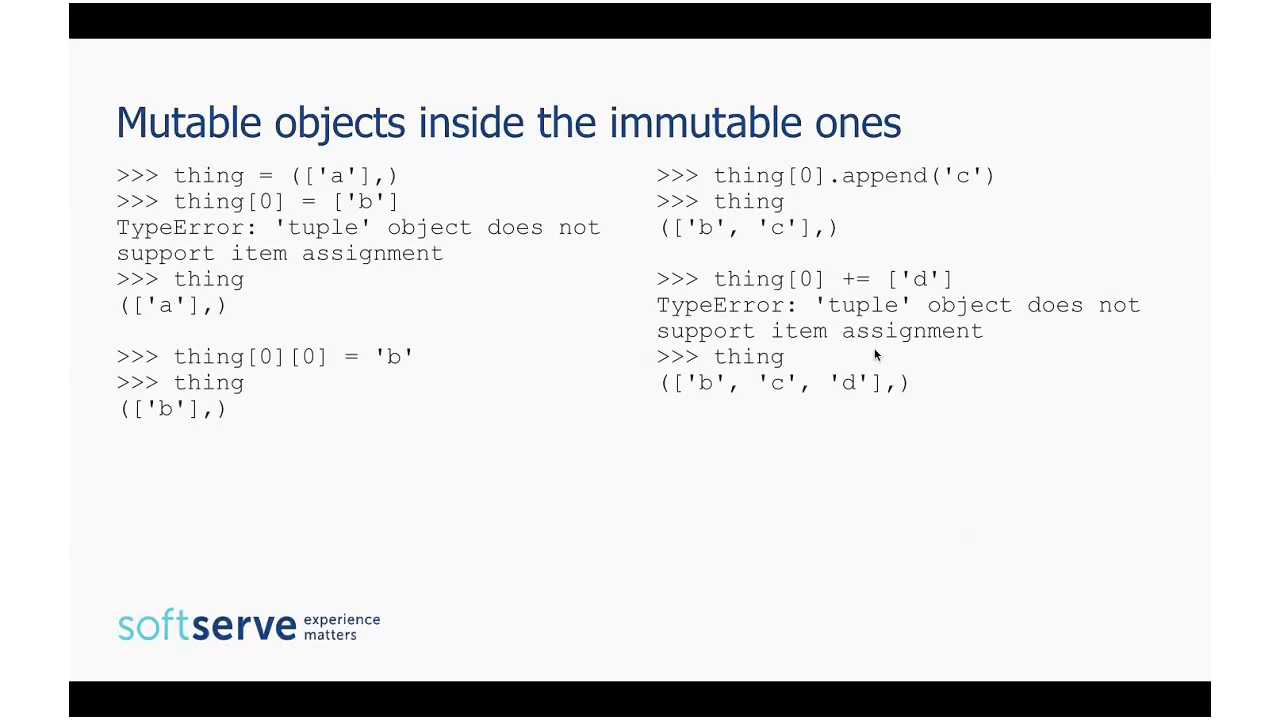 Mutable objects inside the immutable ones
>>> thing = (['a'],)
>>> thing[0] = ['b']
TypeError: 'tuple' object does not
support item assignment
>>> thing
(['a'],)
>>> thing[0][0] = 'b'
>>> thing
(['b'],)
>>> thing[0].append('c')
>>> thing
(['b', 'c'],)
>>> thing[0] += ['d']
TypeError: 'tuple' object does not
support item assignment
>>> thing
(['b', 'c', 'd'],)
softserve experience
matters